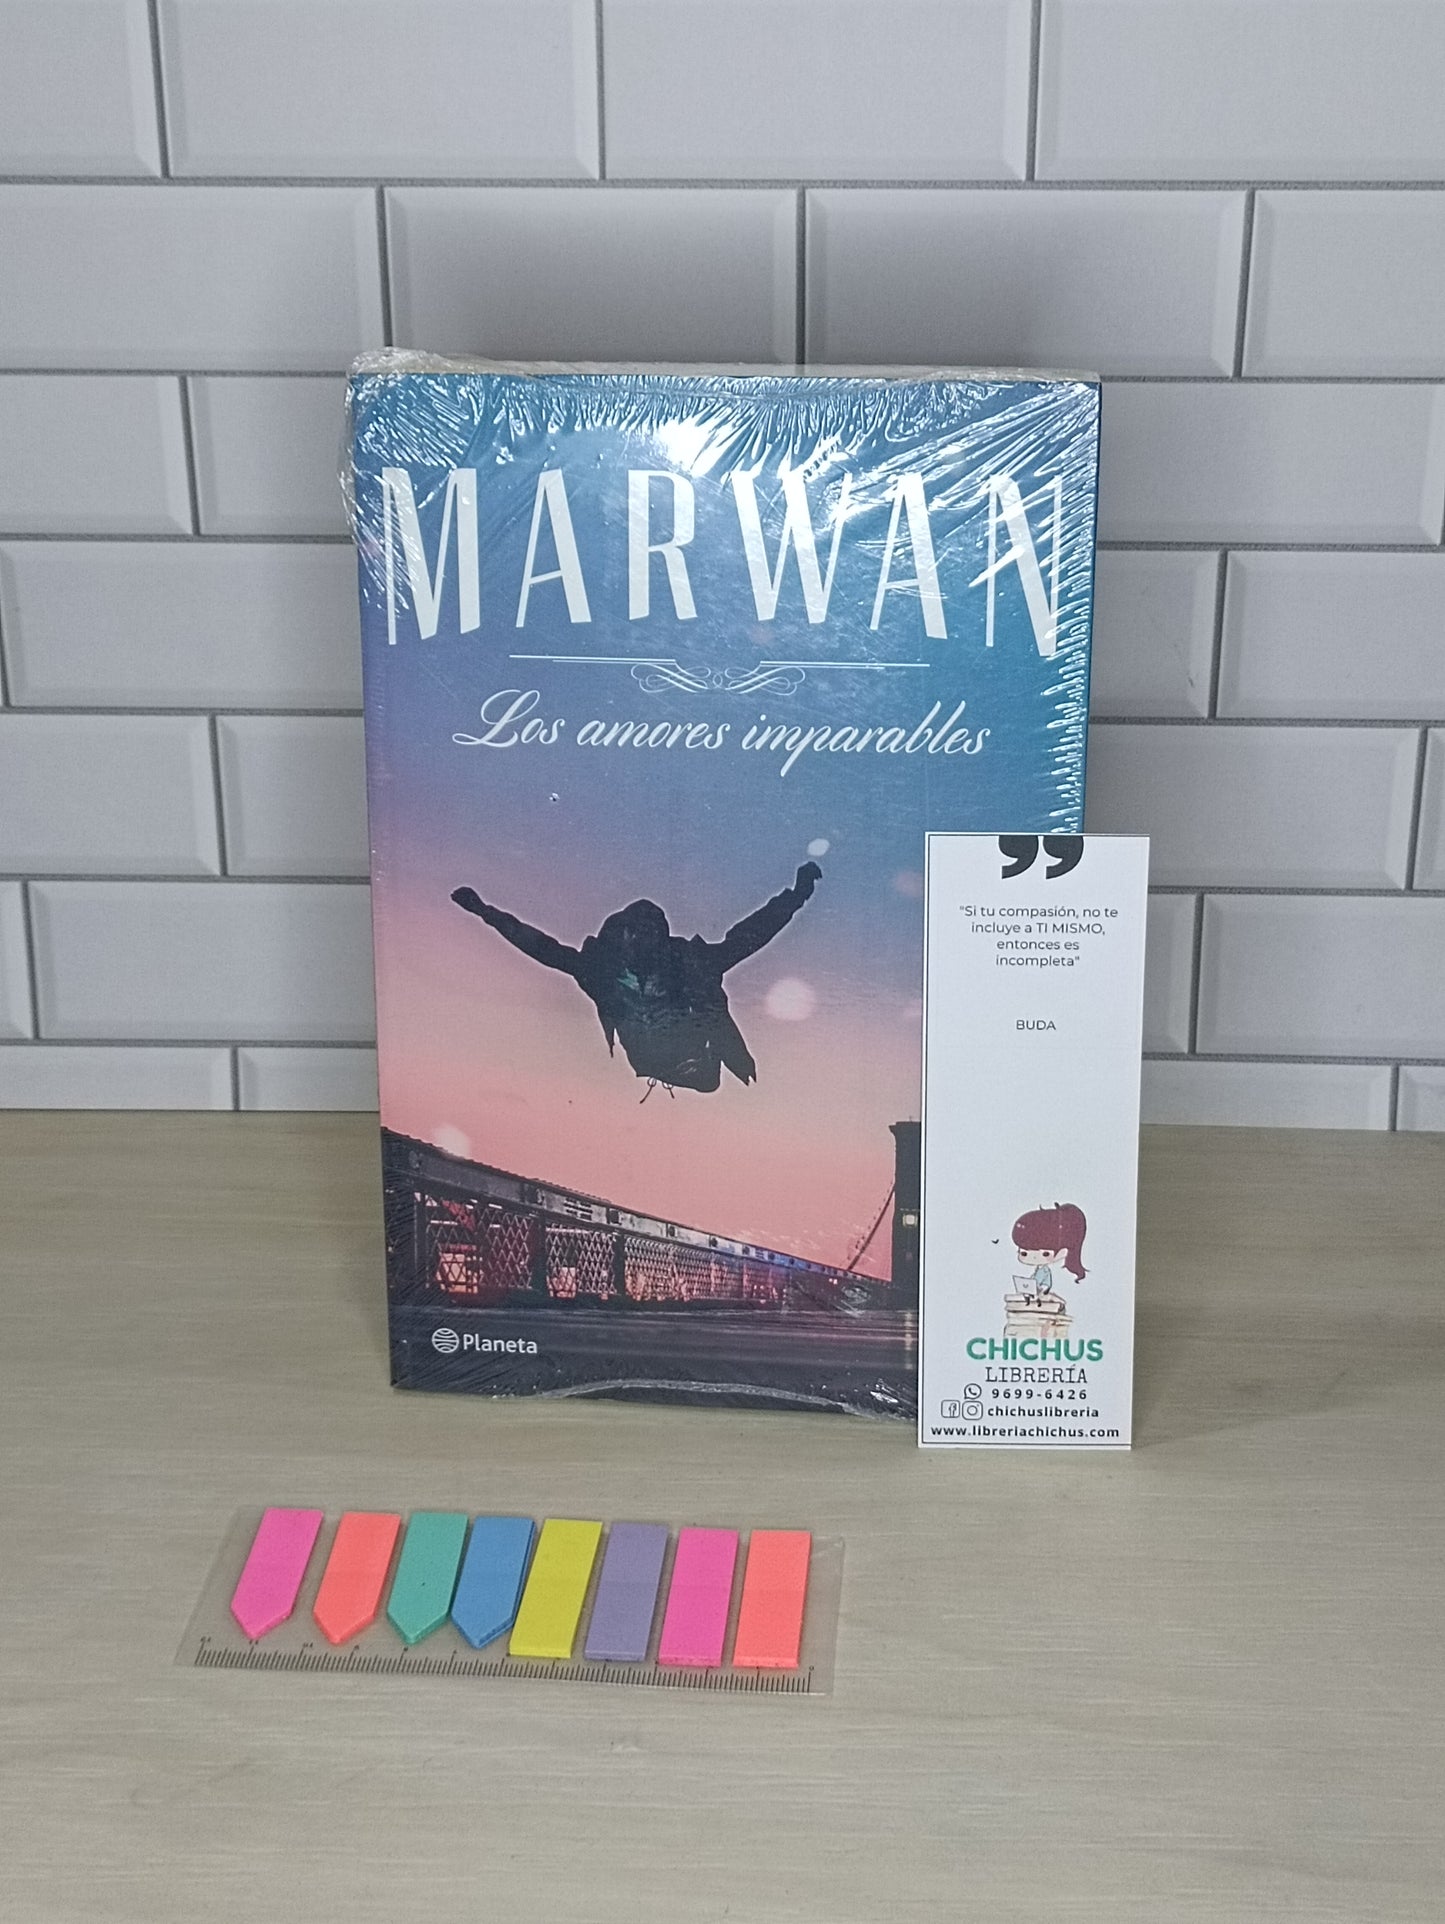 MARWAN
Los amores imparables
Planeta
"Si tu compasión, no te
incluye a TI MISMO,
entonces es
incompleta"
BUDA
CHICHUS
LIBRERÍA
9699-6426
chichuslibreria
www.libreriachichus.com